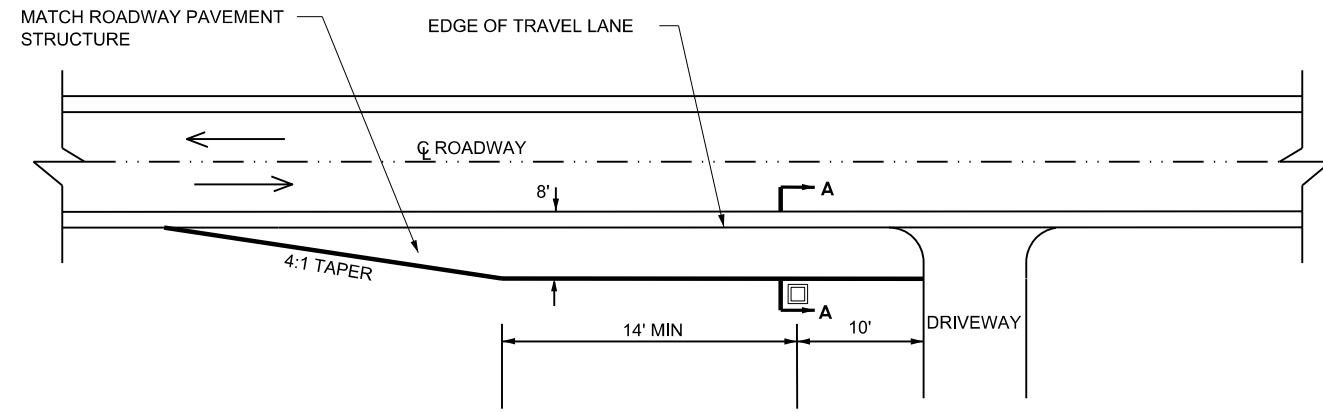 MATCH ROADWAY PAVEMENT
STRUCTURE
EDGE OF TRAVEL LANE
℄ ROADWAY
8'
A
4:1 TAPER
A
14' MIN
10'
DRIVEWAY